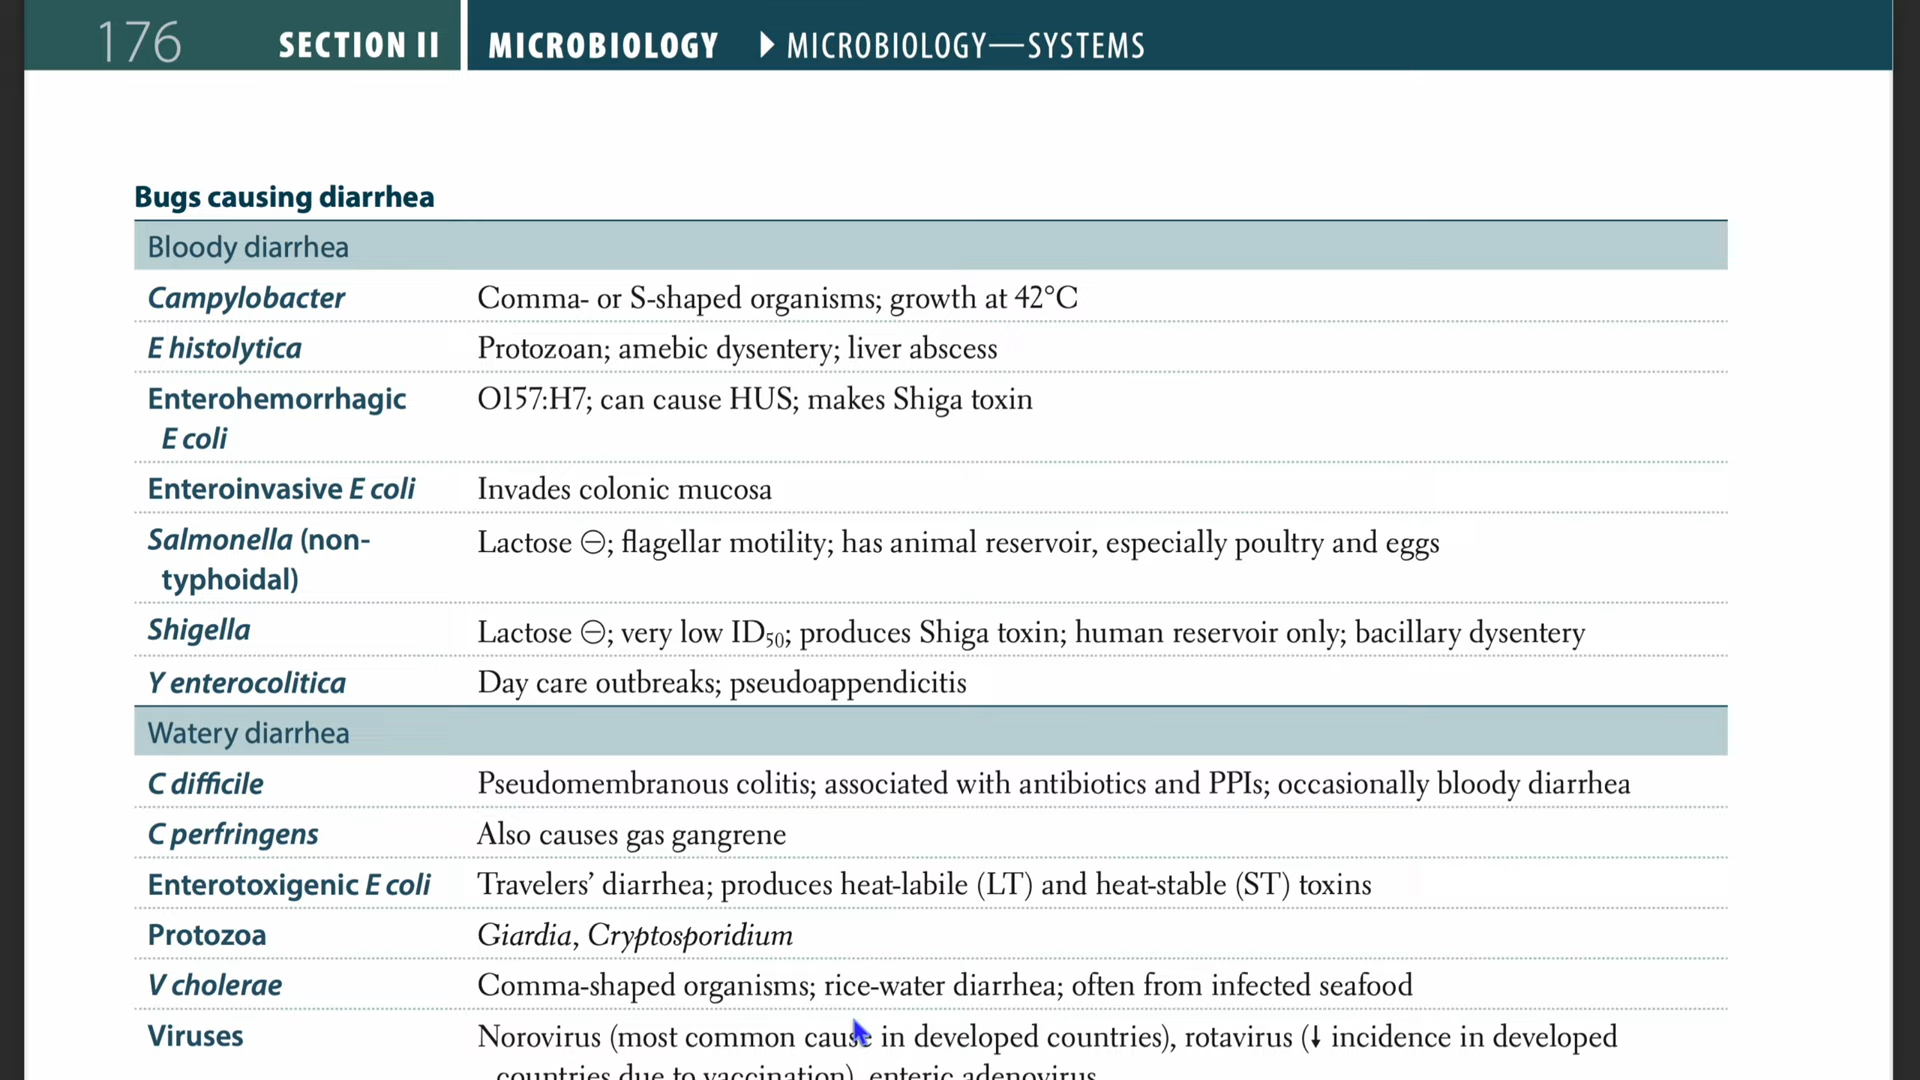 176 SECTION II MICROBIOLOGY ▶ MICROBIOLOGY—SYSTEMS
Bugs causing diarrhea
Bloody diarrhea
Campylobacter Comma- or S-shaped organisms; growth at 42°C
E histolytica Protozoan; amebic dysentery; liver abscess
Enterohemorrhagic O157:H7; can cause HUS; makes Shiga toxin
E coli
Enteroinvasive E coli Invades colonic mucosa
Salmonella (non- Lactose ⊖; flagellar motility; has animal reservoir, especially poultry and eggs
typhoidal)
Shigella Lactose ⊖; very low ID50; produces Shiga toxin; human reservoir only; bacillary dysentery
Y enterocolitica Day care outbreaks; pseudoappendicitis
Watery diarrhea
C difficile Pseudomembranous colitis; associated with antibiotics and PPIs; occasionally bloody diarrhea
C perfringens Also causes gas gangrene
Enterotoxigenic E coli Travelers’ diarrhea; produces heat-labile (LT) and heat-stable (ST) toxins
Protozoa Giardia, Cryptosporidium
V cholerae Comma-shaped organisms; rice-water diarrhea; often from infected seafood
Viruses Norovirus (most common cause in developed countries), rotavirus (↓ incidence in developed
countries due to vaccination), enteric adenovirus